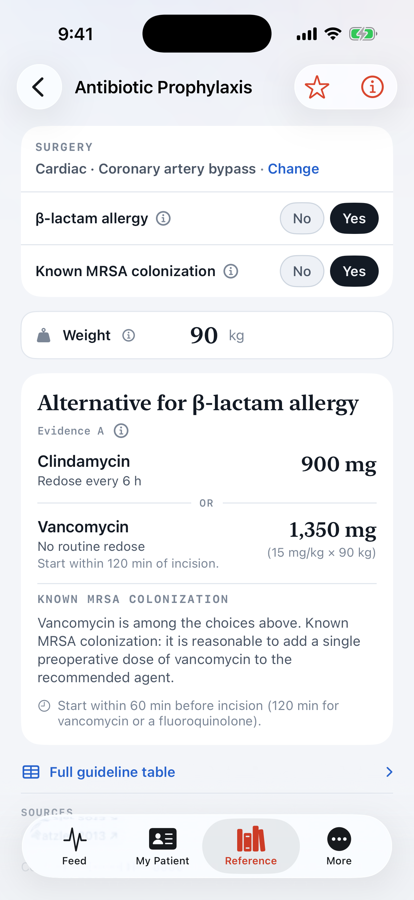 9:41
Antibiotic Prophylaxis
SURGERY
Cardiac · Coronary artery bypass · Change
β-lactam allergy
No
Yes
Known MRSA colonization
No
Yes
Weight
90 kg
Alternative for β-lactam allergy
Evidence A
Clindamycin
900 mg
Redose every 6 h
OR
Vancomycin
1,350 mg
No routine redose
(15 mg/kg × 90 kg)
Start within 120 min of incision.
KNOWN MRSA COLONIZATION
Vancomycin is among the choices above. Known
MRSA colonization: it is reasonable to add a single
preoperative dose of vancomycin to the
recommended agent.
Start within 60 min before incision (120 min for
vancomycin or a fluoroquinolone).
Full guideline table
SOURCES
Feed
My Patient
Reference
More